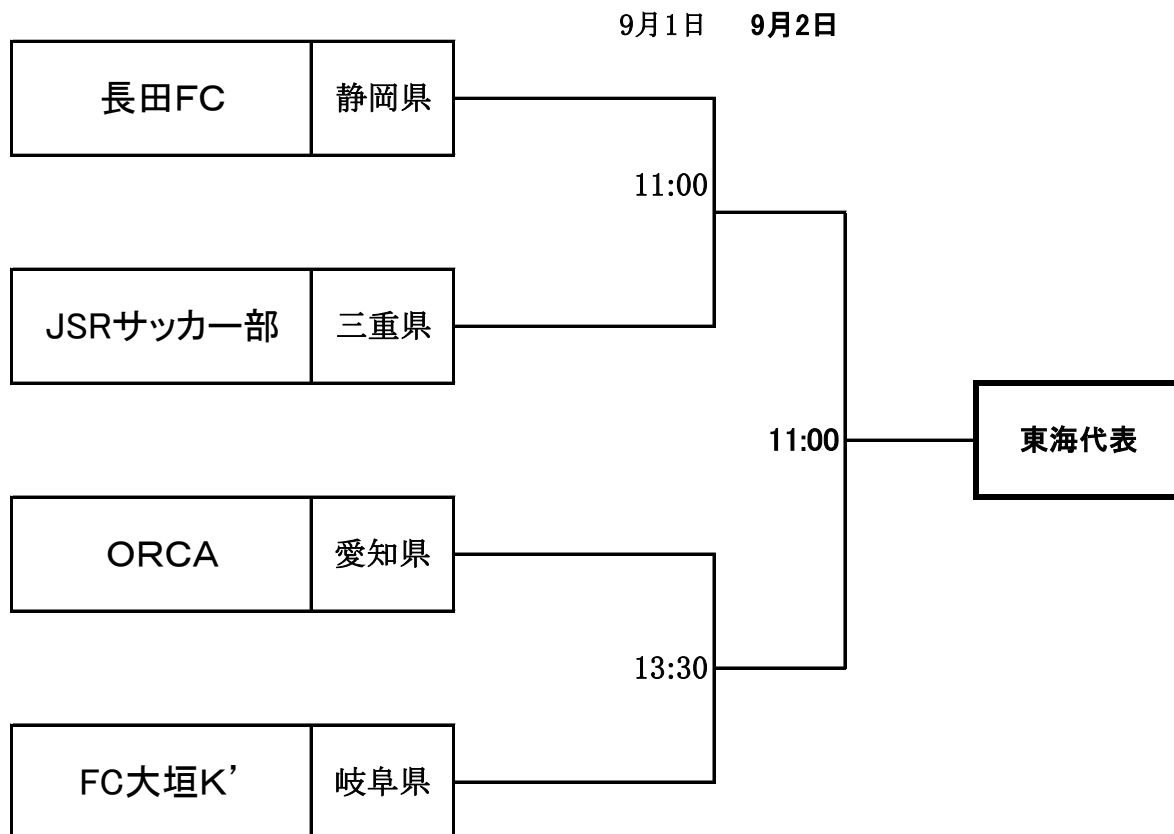 9月1日 9月2日
長田FC 静岡県
11:00
JSRサッカー部 三重県
11:00 東海代表
ORCA 愛知県
13:30
FC大垣K’ 岐阜県